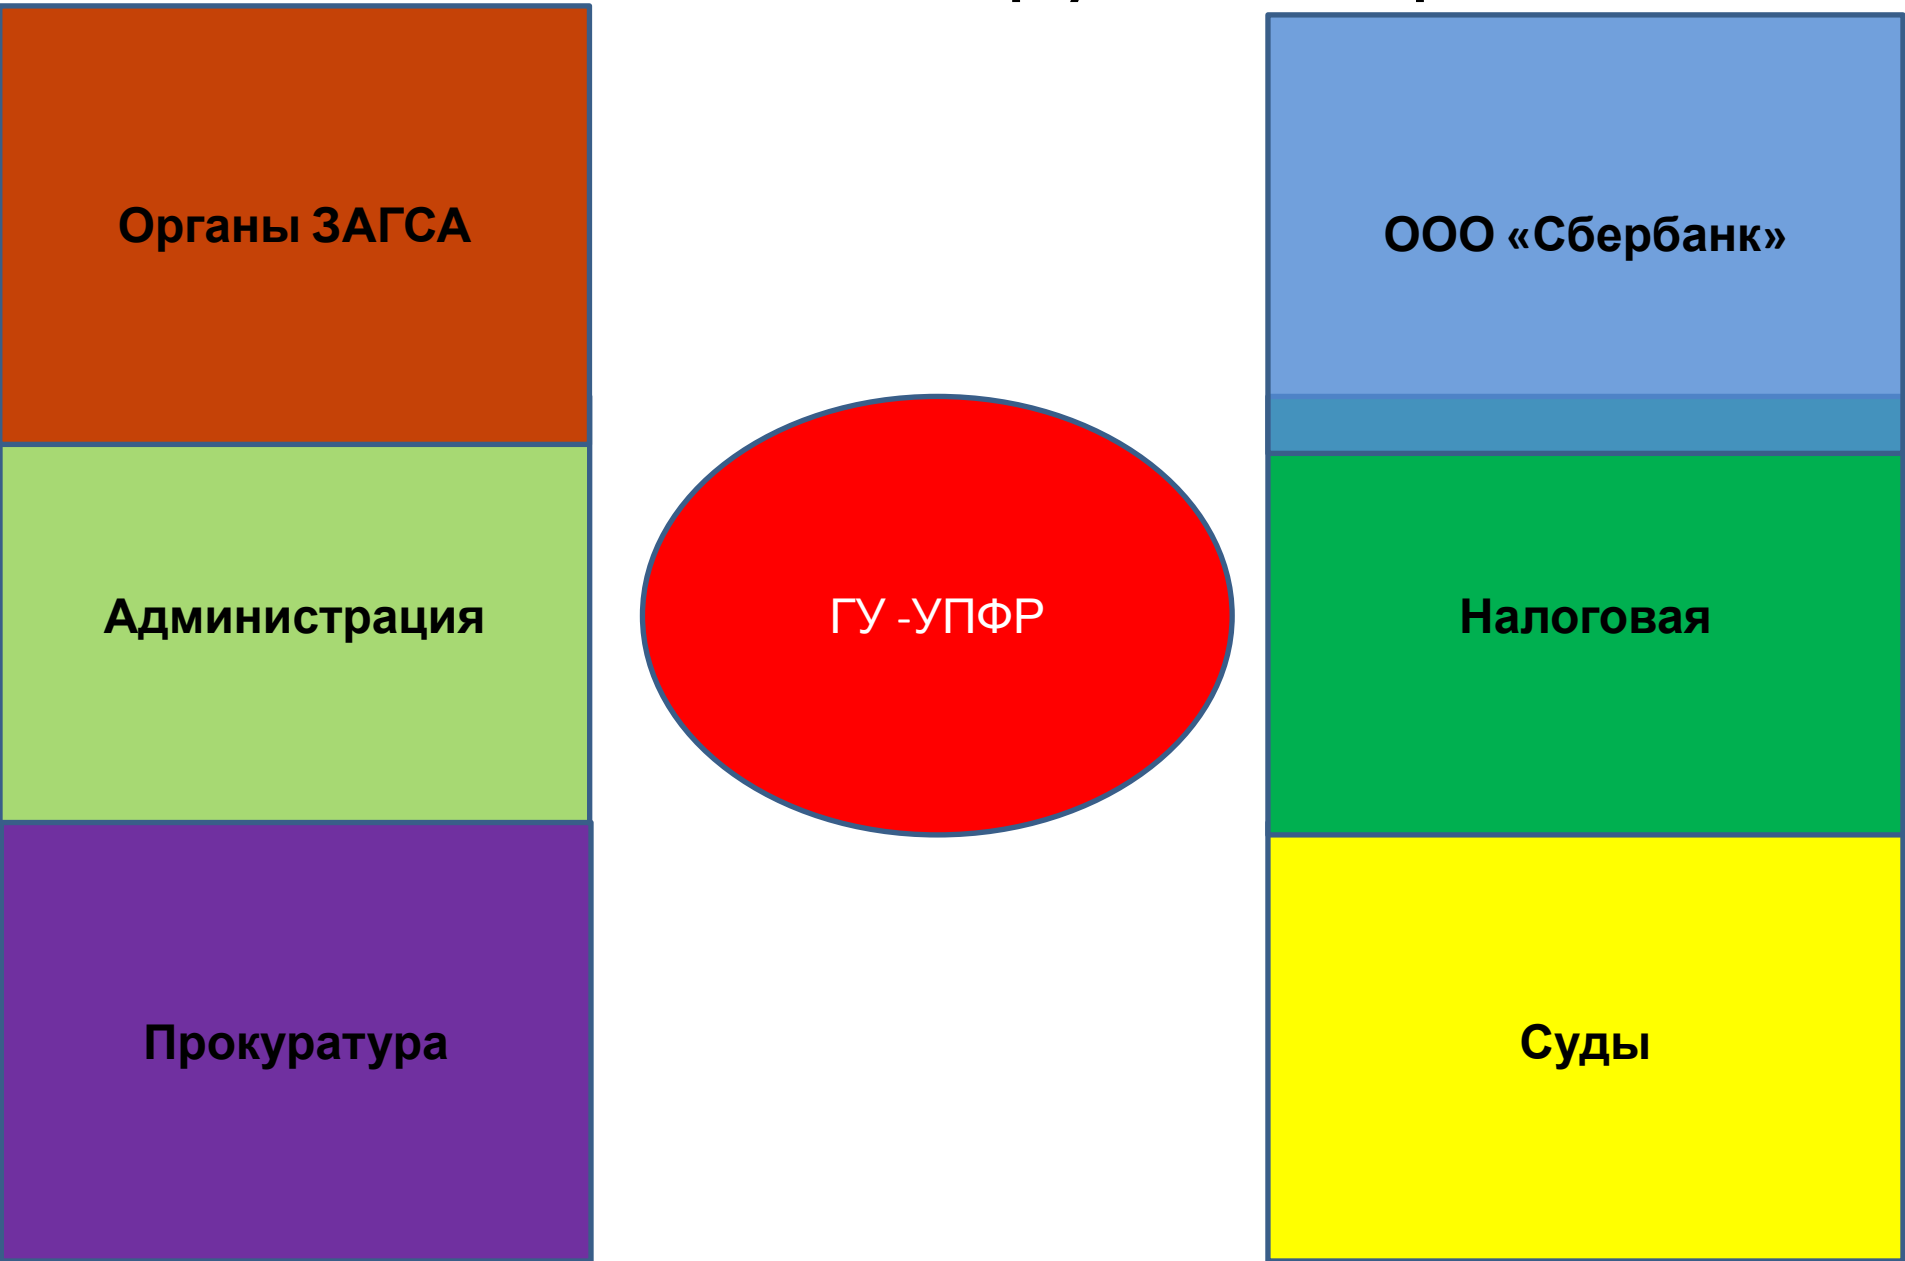 Органы ЗАГСА
ООО «Сбербанк»
Администрация
ГУ -УПФР
Налоговая
Прокуратура
Суды